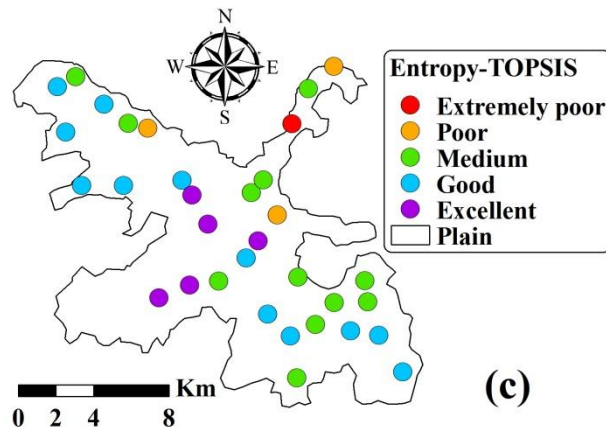 N
W E
S
Entropy-TOPSIS
Extremely poor
Poor
Medium
Good
Excellent
Plain
Km
0 2 4 8
(c)